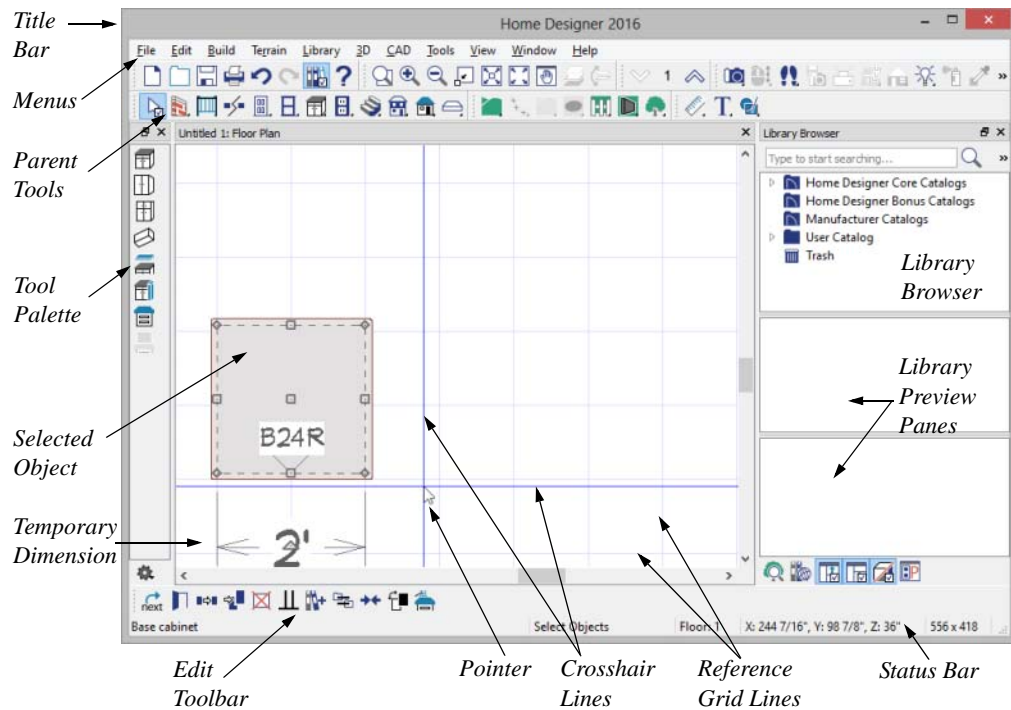 Title
Bar
Home Designer 2016
File Edit Build Terrain Library 3D CAD Tools View Window Help
Menus
? 1 »
T
Parent
Tools
Untitled 1: Floor Plan
Library Browser
Type to start searching... »
Home Designer Core Catalogs
Home Designer Bonus Catalogs
Manufacturer Catalogs
User Catalog
Trash
Library
Browser
Tool
Palette
Library
Preview
Panes
Selected
Object
B24R
Temporary
Dimension
2'
next
Base cabinet
Select Objects
Floor: 1
X: 244 7/16", Y: 98 7/8", Z: 36"
556 x 418
Edit
Toolbar
Pointer
Crosshair
Lines
Reference
Grid Lines
Status Bar